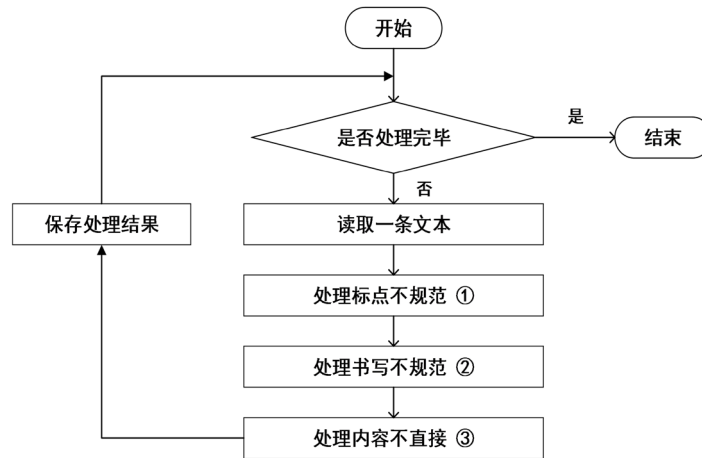 开始
是否处理完毕
是
结束
否
保存处理结果
读取一条文本
处理标点不规范 ①
处理书写不规范 ②
处理内容不直接 ③